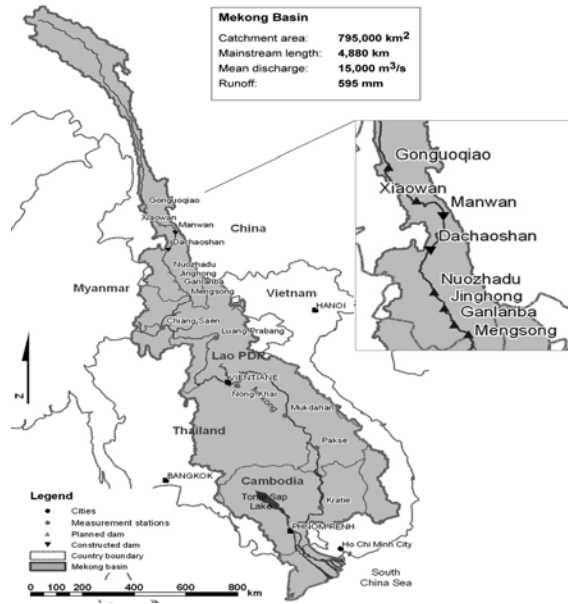 Mekong Basin
Catchment area: 795,000 km²
Mainstream length: 4,880 km
Mean discharge: 15,000 m³/s
Runoff: 595 mm
Gonguoqiao
Xiaowan
Manwan
Dachaoshan
Nuozhadu
Jinghong
Ganlanba
Mengsong
Gonguoqiao
Xiaowan
Manwan
China
Dachaoshan
Nuozhadu
Jinghong
Ganlanba
Mengsong
Myanmar
Vietnam
HANOI
Chiang Saen
Luang Prabang
Lao PDR
VIENTIANE
Nong Khai
Mukdahan
Pakse
Thailand
BANGKOK
Cambodia
Tonle Sap
Lake
Kratie
PHNOM PENH
Ho Chi Minh City
South
China Sea
Z
Legend
Cities
Measurement stations
Planned dam
Constructed dam
Country boundary
Mekong basin
0 200 400 600 800
km